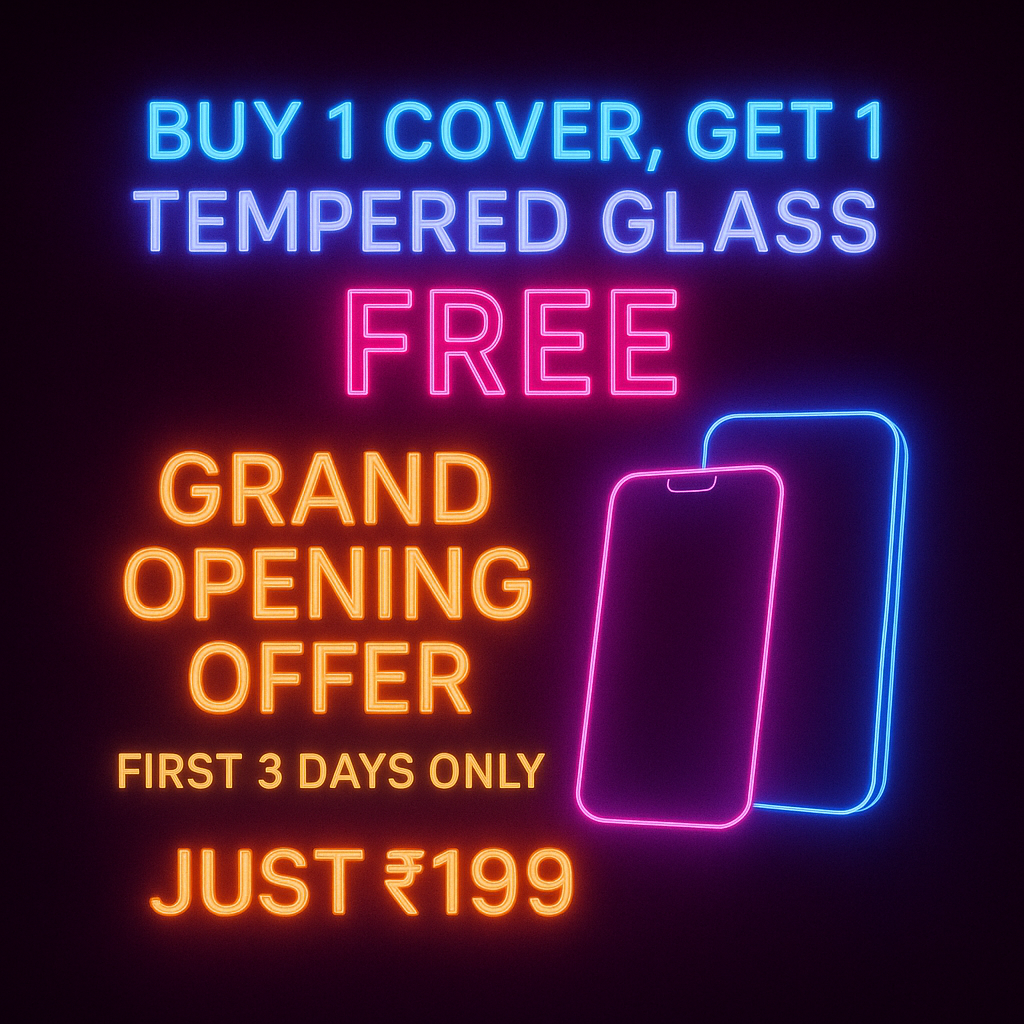 BUY 1 COVER, GET 1
TEMPERED GLASS
FREE
GRAND
OPENING
OFFER
FIRST 3 DAYS ONLY
JUST ₹199